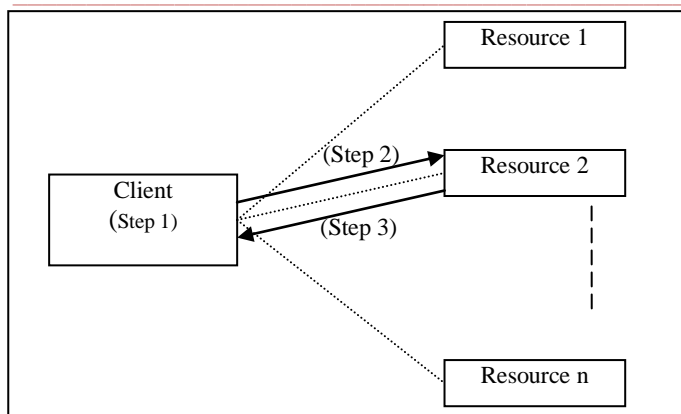 Resource 1
(Step 2)
Resource 2
Client
(Step 1)
(Step 3)
Resource n